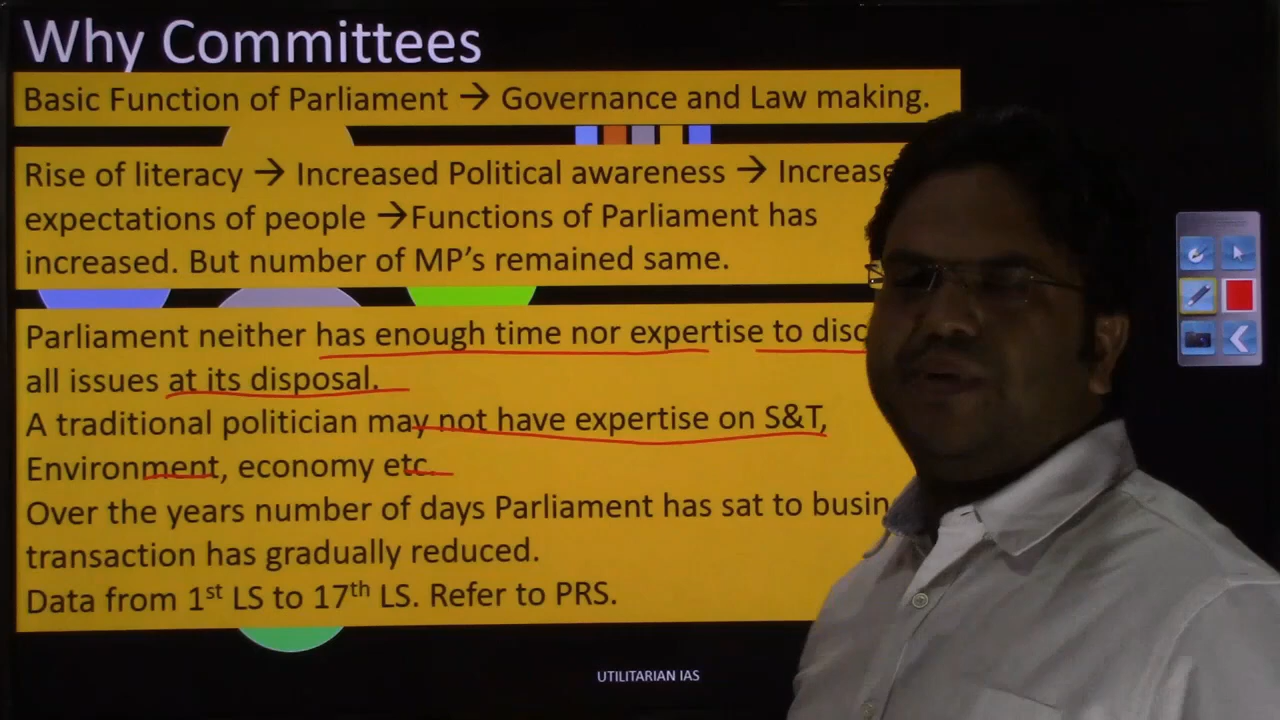 Why Committees
Basic Function of Parliament → Governance and Law making.
Rise of literacy → Increased Political awareness → Increase
expectations of people →Functions of Parliament has
increased. But number of MP’s remained same.
Parliament neither has enough time nor expertise to disc
all issues at its disposal.
A traditional politician may not have expertise on S&T,
Environment, economy etc.
Over the years number of days Parliament has sat to busin
transaction has gradually reduced.
Data from 1st LS to 17th LS. Refer to PRS.
UTILITARIAN IAS